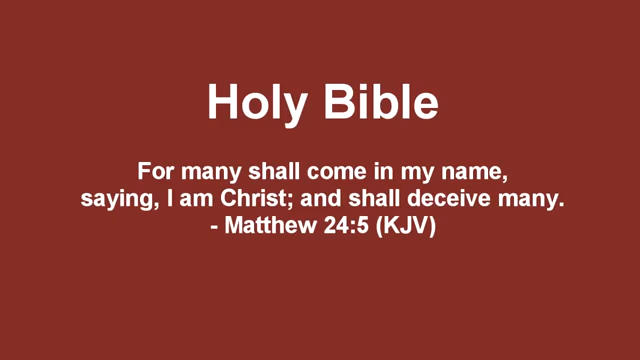 Holy Bible
For many shall come in my name,
saying, I am Christ; and shall deceive many.
- Matthew 24:5 (KJV)